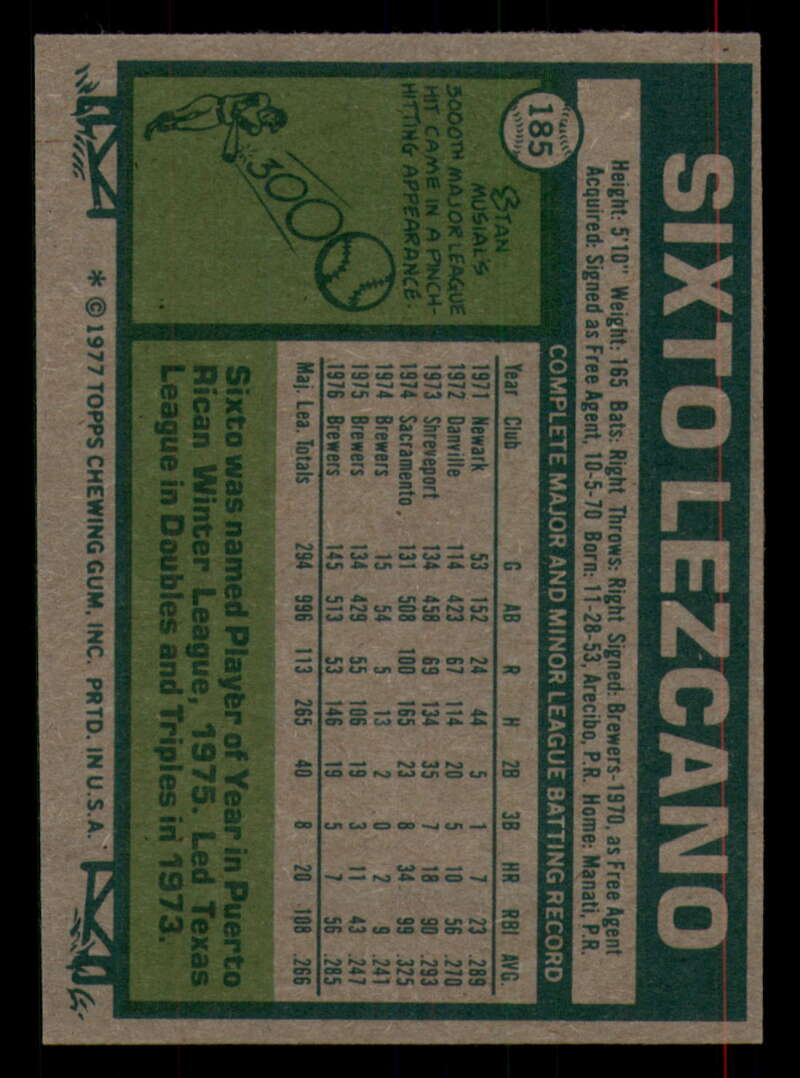 SIXTO LEZCANO
185
Height: 5'10" Weight: 165 Bats: Right Throws: Right Signed: Brewers-1970, as Free Agent
Acquired: Signed as Free Agent, 10-5-70 Born: 11-28-53, Arecibo, P.R. Home: Manati, P.R.
COMPLETE MAJOR AND MINOR LEAGUE BATTING RECORD
Year Club G AB R H 2B 3B HR RBI AVG.
1971 Newark 53 152 24 44 5 1 7 23 .289
1972 Danville 114 423 67 114 20 5 10 56 .270
1973 Shreveport 134 458 69 134 35 7 18 90 .293
1974 Sacramento 131 508 100 165 23 8 34 99 .325
1974 Brewers 15 54 5 13 2 0 2 9 .241
1975 Brewers 134 429 55 106 19 3 11 43 .247
1976 Brewers 145 513 53 146 19 5 7 56 .285
Maj. Lea. Totals 294 996 113 265 40 8 20 108 .266
STAN
MUSIAL'S
3000TH MAJOR LEAGUE
HIT CAME IN A PINCH-
HITTING APPEARANCE.
3000
Sixto was named Player of Year in Puerto
Rican Winter League, 1975. Led Texas
League in Doubles and Triples in 1973.
* © 1977 TOPPS CHEWING GUM, INC. PRTD. IN U.S.A.